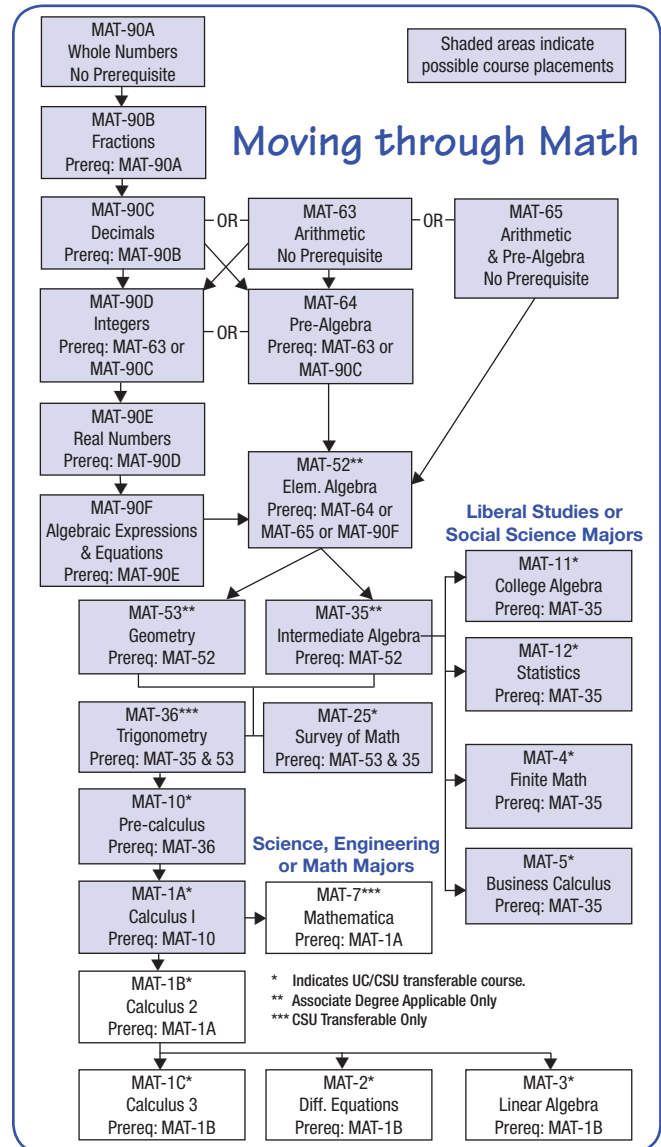 MAT-90A
Whole Numbers
No Prerequisite
Shaded areas indicate
possible course placements
MAT-90B
Fractions
Prereq: MAT-90A
Moving through Math
MAT-90C
Decimals
Prereq: MAT-90B
OR
MAT-63
Arithmetic
No Prerequisite
OR
MAT-65
Arithmetic
& Pre-Algebra
No Prerequisite
MAT-90D
Integers
Prereq: MAT-63 or
MAT-90C
OR
MAT-64
Pre-Algebra
Prereq: MAT-63 or
MAT-90C
MAT-90E
Real Numbers
Prereq: MAT-90D
MAT-52**
Elem. Algebra
Prereq: MAT-64 or
MAT-65 or MAT-90F
MAT-90F
Algebraic Expressions
& Equations
Prereq: MAT-90E
Liberal Studies or
Social Science Majors
MAT-11*
College Algebra
Prereq: MAT-35
MAT-53**
Geometry
Prereq: MAT-52
MAT-35**
Intermediate Algebra
Prereq: MAT-52
MAT-12*
Statistics
Prereq: MAT-35
MAT-36***
Trigonometry
Prereq: MAT-35 & 53
MAT-25*
Survey of Math
Prereq: MAT-53 & 35
MAT-4*
Finite Math
Prereq: MAT-35
MAT-10*
Pre-calculus
Prereq: MAT-36
Science, Engineering
or Math Majors
MAT-5*
Business Calculus
Prereq: MAT-35
MAT-1A*
Calculus I
Prereq: MAT-10
MAT-7***
Mathematica
Prereq: MAT-1A
MAT-1B*
Calculus 2
Prereq: MAT-1A
* Indicates UC/CSU transferable course.
** Associate Degree Applicable Only
*** CSU Transferable Only
MAT-1C*
Calculus 3
Prereq: MAT-1B
MAT-2*
Diff. Equations
Prereq: MAT-1B
MAT-3*
Linear Algebra
Prereq: MAT-1B